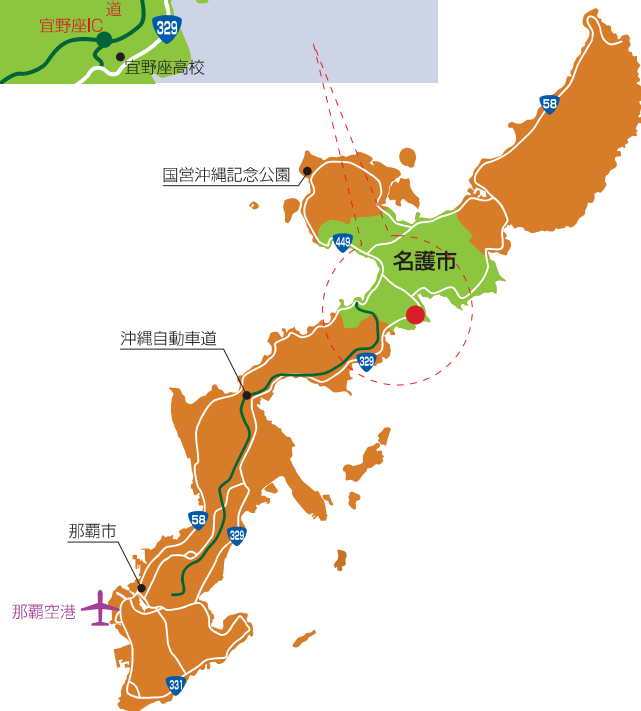 道
宜野座IC
329
宜野座高校
58
国営沖縄記念公園
449
名護市
沖縄自動車道
329
58
329
那覇市
那覇空港
331